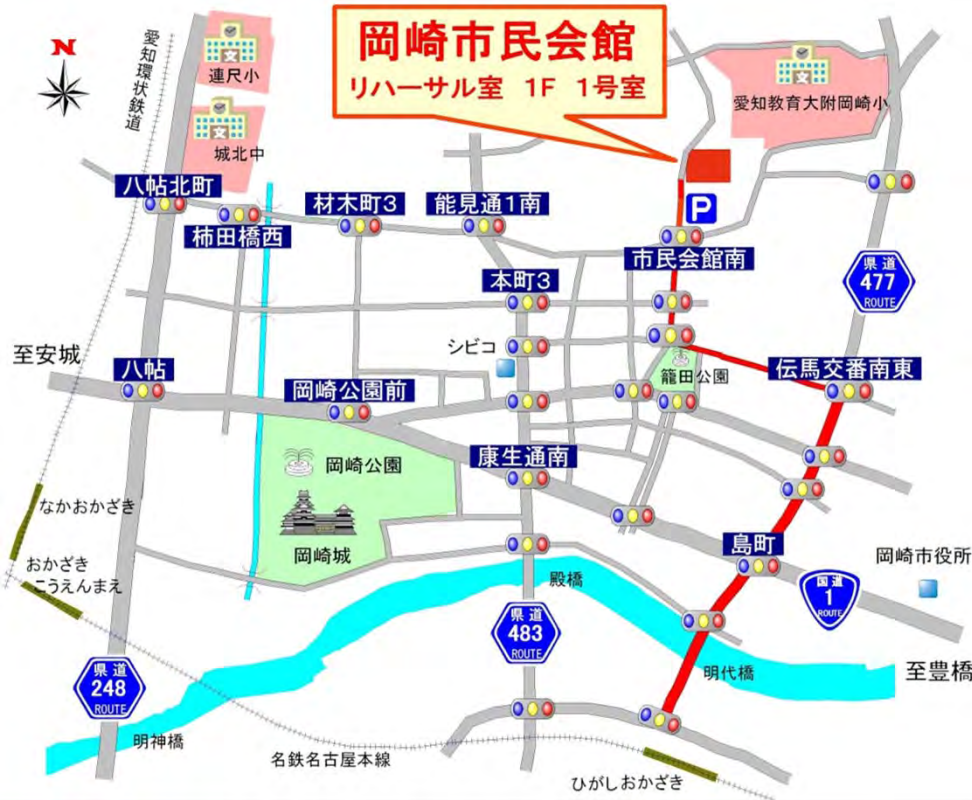 N
愛知環状鉄道
連尺小
城北中
岡崎市民会館
リハーサル室 1F 1号室
愛知教育大附岡崎小
P
八帖北町
柿田橋西
材木町3
能見通1南
市民会館南
本町3
県道
477
ROUTE
シビコ
至安城
八帖
岡崎公園前
籠田公園
伝馬交番南東
岡崎公園
康生通南
岡崎城
なかおかざき
おかざき
こうえんまえ
島町
岡崎市役所
殿橋
国道
1
ROUTE
県道
483
ROUTE
県道
248
ROUTE
明代橋
至豊橋
明神橋
名鉄名古屋本線
ひがしおかざき
文
文
文